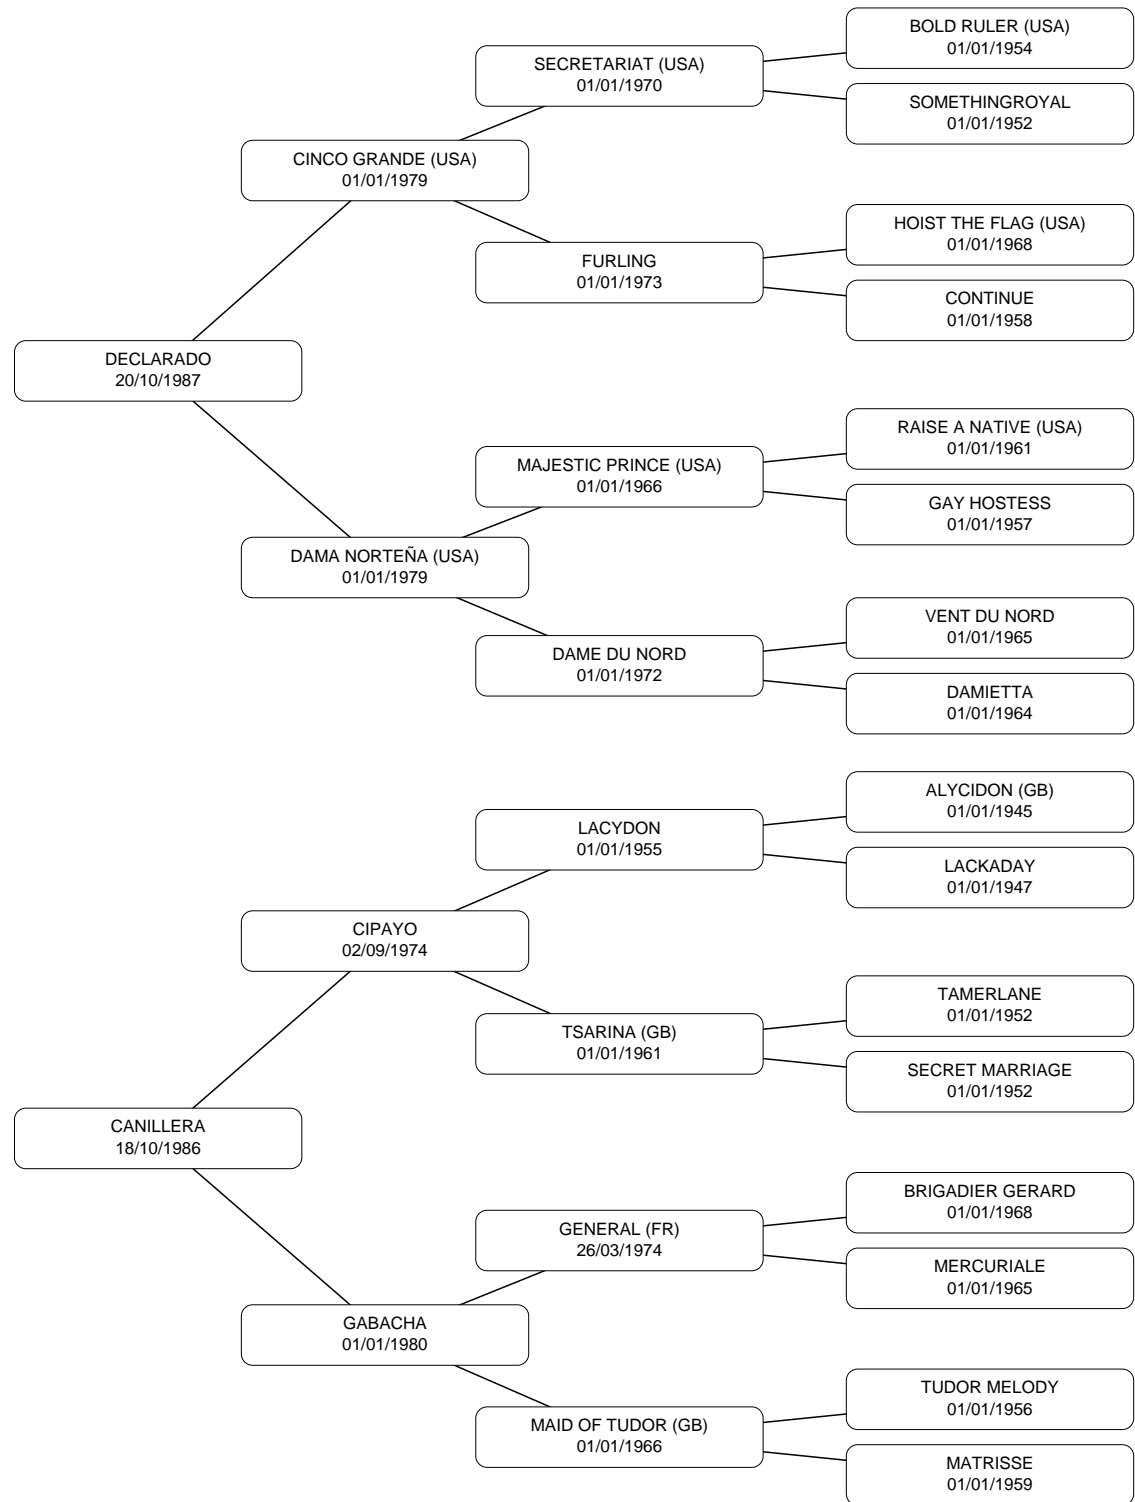 BOLD RULER (USA)
01/01/1954
SECRETARIAT (USA)
01/01/1970
SOMETHINGROYAL
01/01/1952
CINCO GRANDE (USA)
01/01/1979
HOIST THE FLAG (USA)
01/01/1968
FURLING
01/01/1973
CONTINUE
01/01/1958
DECLARADO
20/10/1987
RAISE A NATIVE (USA)
01/01/1961
MAJESTIC PRINCE (USA)
01/01/1966
GAY HOSTESS
01/01/1957
DAMA NORTEÑA (USA)
01/01/1979
VENT DU NORD
01/01/1965
DAME DU NORD
01/01/1972
DAMIETTA
01/01/1964
ALYCIDON (GB)
01/01/1945
LACYDON
01/01/1955
LACKADAY
01/01/1947
CIPAYO
02/09/1974
TAMERLANE
01/01/1952
TSARINA (GB)
01/01/1961
SECRET MARRIAGE
01/01/1952
CANILLERA
18/10/1986
BRIGADIER GERARD
01/01/1968
GENERAL (FR)
26/03/1974
MERCURIALE
01/01/1965
GABACHA
01/01/1980
TUDOR MELODY
01/01/1956
MAID OF TUDOR (GB)
01/01/1966
MATRISSE
01/01/1959